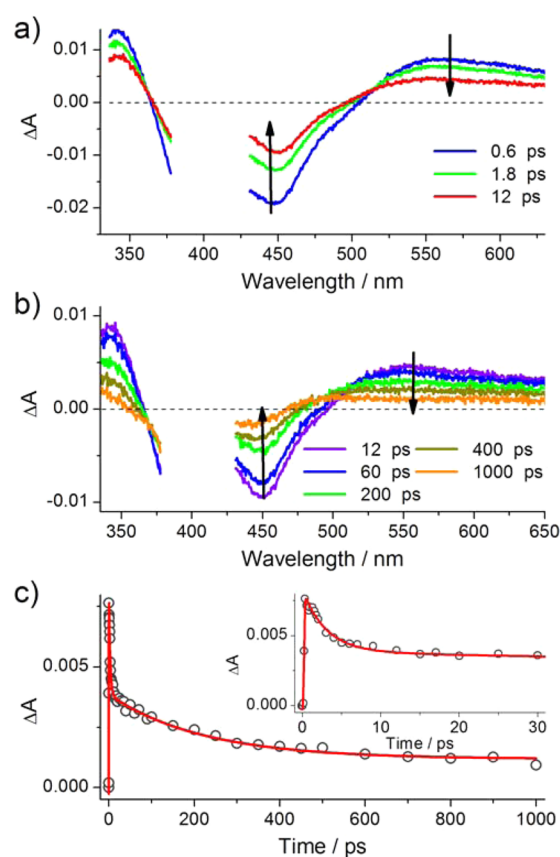 a)
0.01
0.00
-0.01
-0.02
ΔA
0.6 ps
1.8 ps
12 ps
350 400 450 500 550 600
Wavelength / nm
b)
0.01
0.00
-0.01
ΔA
12 ps
60 ps
200 ps
400 ps
1000 ps
350 400 450 500 550 600 650
Wavelength / nm
c)
0.005
0.000
ΔA
0.005
0.000
ΔA
0 10 20 30
Time / ps
0 200 400 600 800 1000
Time / ps